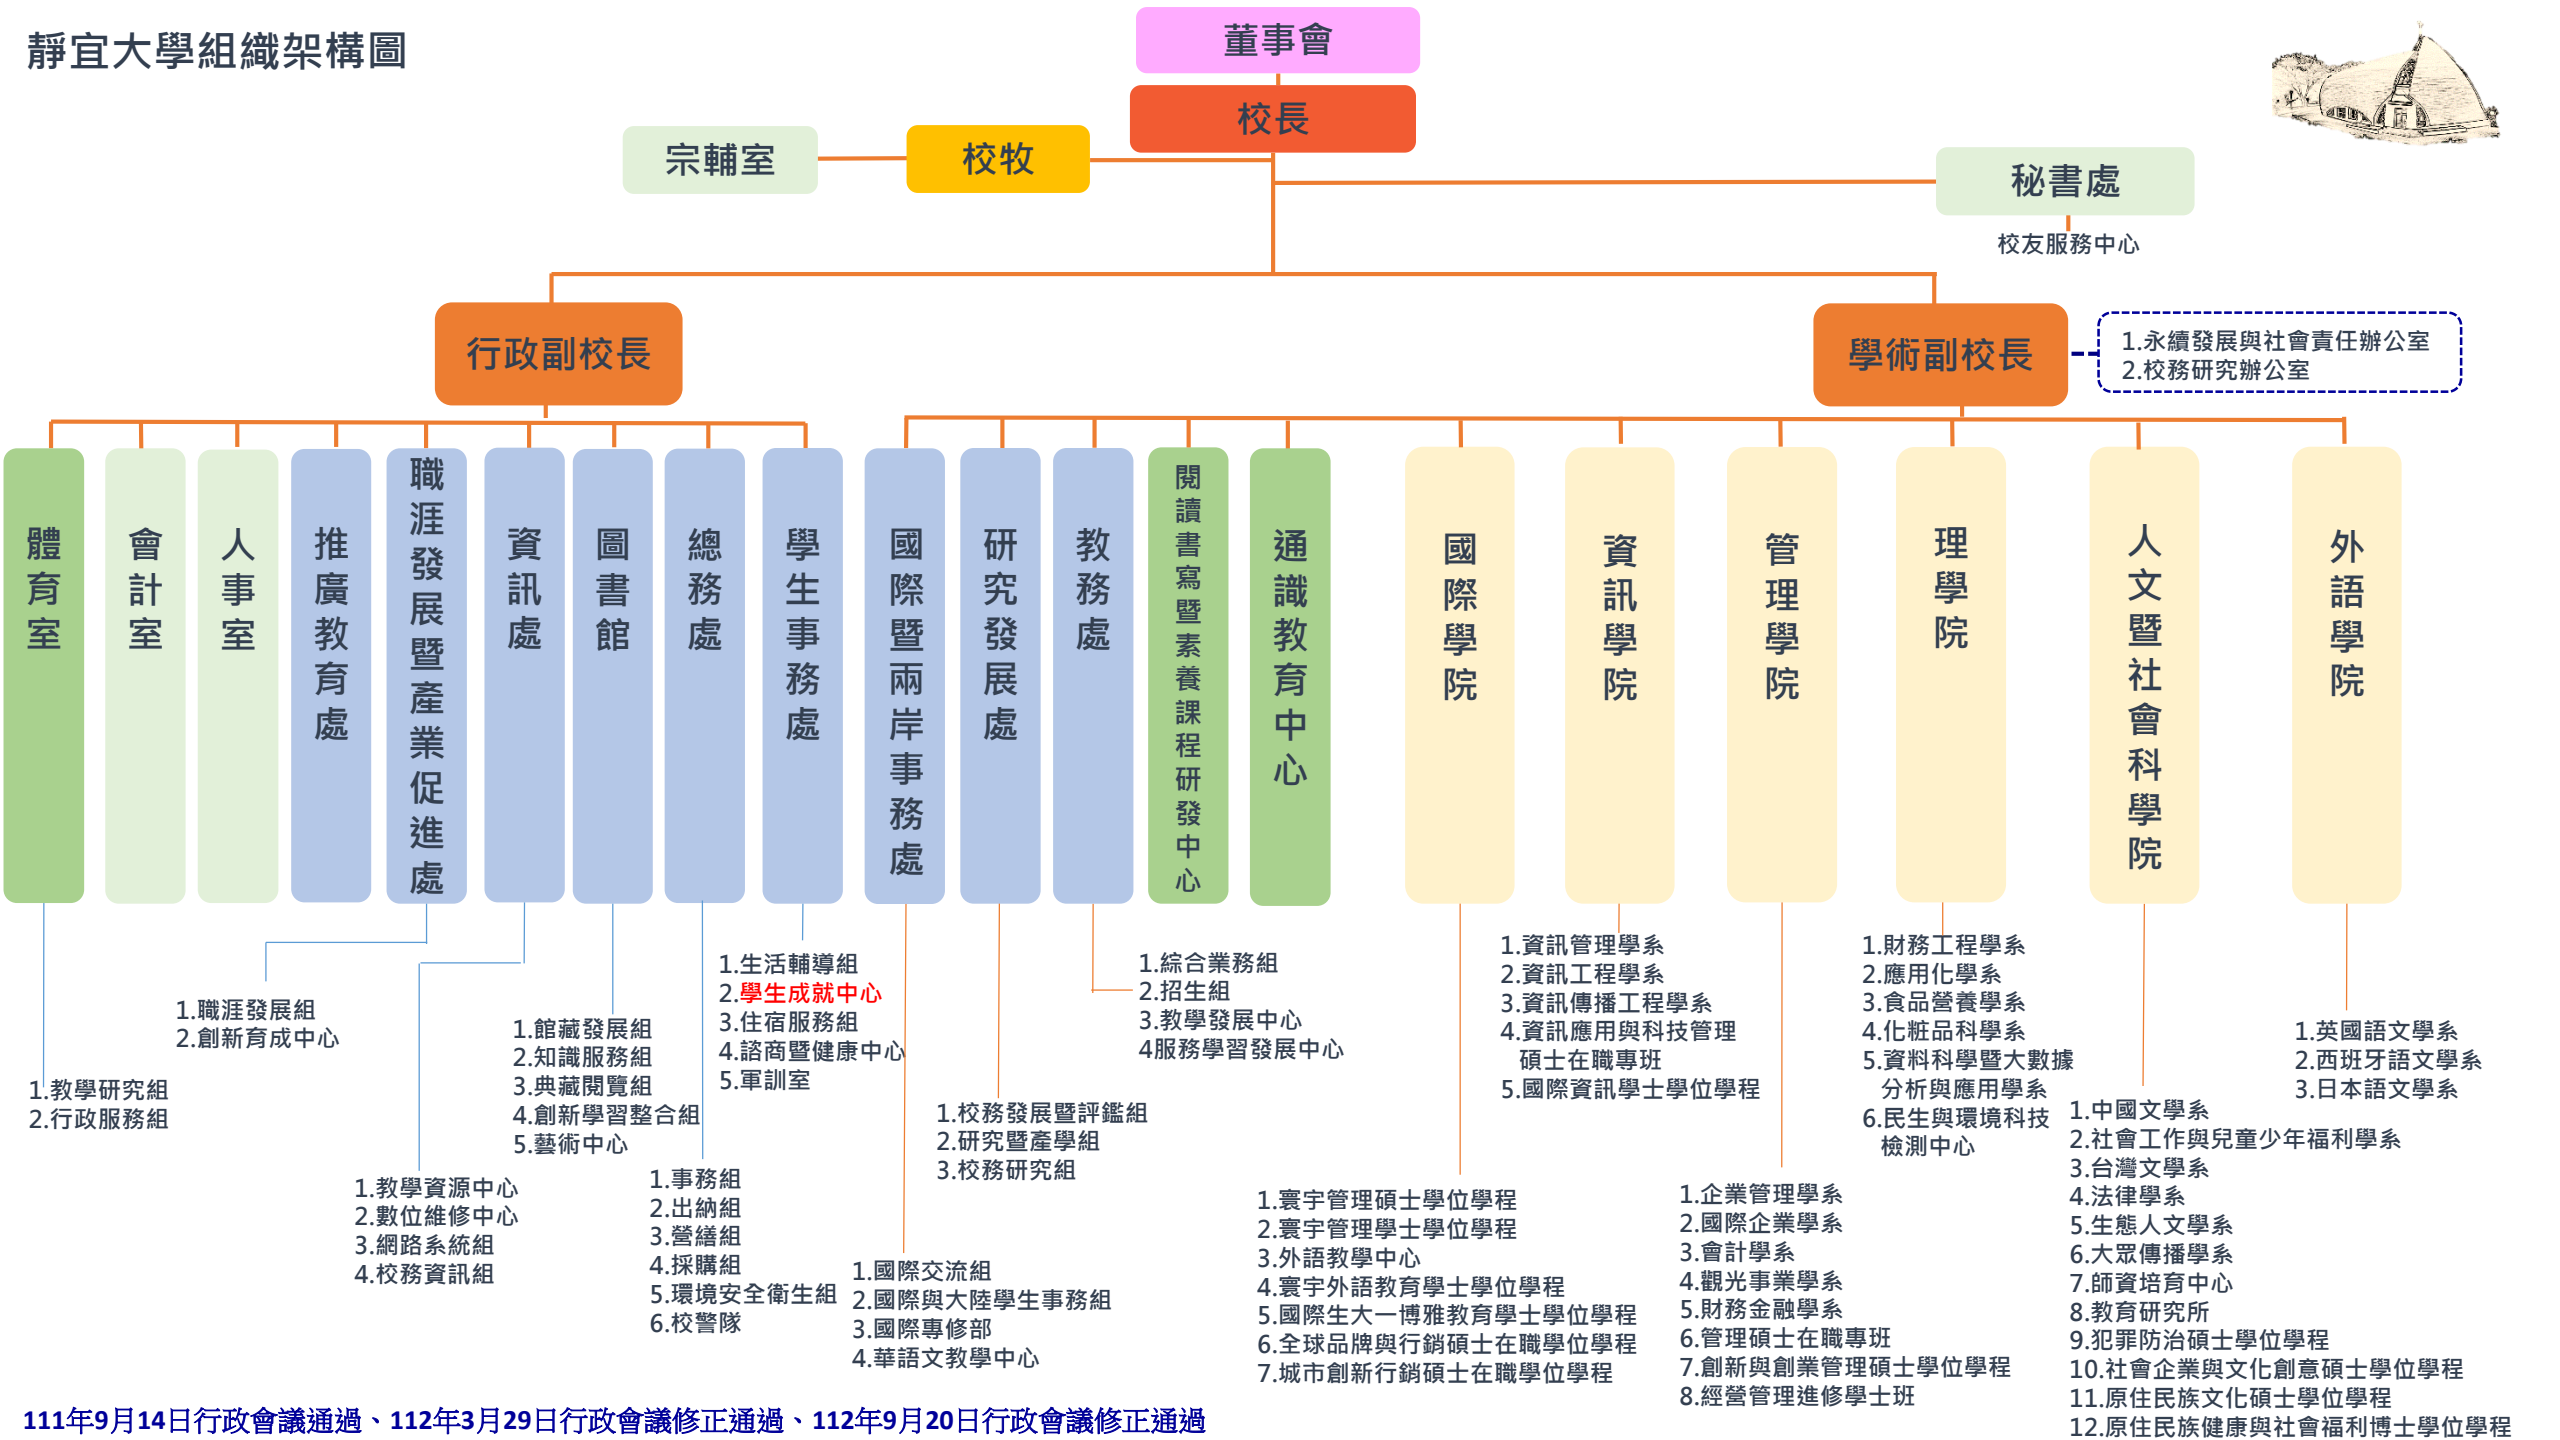 靜宜大學組織架構圖
董事會
校長
宗輔室
校牧
秘書處
校友服務中心
行政副校長
學術副校長
1.永續發展與社會責任辦公室
2.校務研究辦公室
體育室
會計室
人事室
推廣教育處
職涯發展暨產業促進處
資訊處
圖書館
總務處
學生事務處
國際暨兩岸事務處
研究發展處
教務處
閱讀書寫暨素養課程研發中心
通識教育中心
國際學院
資訊學院
管理學院
理學院
人文暨社會科學院
外語學院
1.教學研究組
2.行政服務組
1.職涯發展組
2.創新育成中心
1.教學資源中心
2.數位維修中心
3.網路系統組
4.校務資訊組
1.館藏發展組
2.知識服務組
3.典藏閱覽組
4.創新學習整合組
5.藝術中心
1.事務組
2.出納組
3.營繕組
4.採購組
5.環境安全衛生組
6.校警隊
1.生活輔導組
2.學生成就中心
3.住宿服務組
4.諮商暨健康中心
5.軍訓室
1.國際交流組
2.國際與大陸學生事務組
3.國際專修部
4.華語文教學中心
1.校務發展暨評鑑組
2.研究暨產學組
3.校務研究組
1.綜合業務組
2.招生組
3.教學發展中心
4服務學習發展中心
1.寰宇管理碩士學位學程
2.寰宇管理學士學位學程
3.外語教學中心
4.寰宇外語教育學士學位學程
5.國際生大一博雅教育學士學位學程
6.全球品牌與行銷碩士在職學位學程
7.城市創新行銷碩士在職學位學程
1.資訊管理學系
2.資訊工程學系
3.資訊傳播工程學系
4.資訊應用與科技管理
碩士在職專班
5.國際資訊學士學位學程
1.企業管理學系
2.國際企業學系
3.會計學系
4.觀光事業學系
5.財務金融學系
6.管理碩士在職專班
7.創新與創業管理碩士學位學程
8.經營管理進修學士班
1.財務工程學系
2.應用化學系
3.食品營養學系
4.化粧品科學系
5.資料科學暨大數據
分析與應用學系
6.民生與環境科技
檢測中心
1.中國文學系
2.社會工作與兒童少年福利學系
3.台灣文學系
4.法律學系
5.生態人文學系
6.大眾傳播學系
7.師資培育中心
8.教育研究所
9.犯罪防治碩士學位學程
10.社會企業與文化創意碩士學位學程
11.原住民族文化碩士學位學程
12.原住民族健康與社會福利博士學位學程
1.英國語文學系
2.西班牙語文學系
3.日本語文學系
111年9月14日行政會議通過、112年3月29日行政會議修正通過、112年9月20日行政會議修正通過